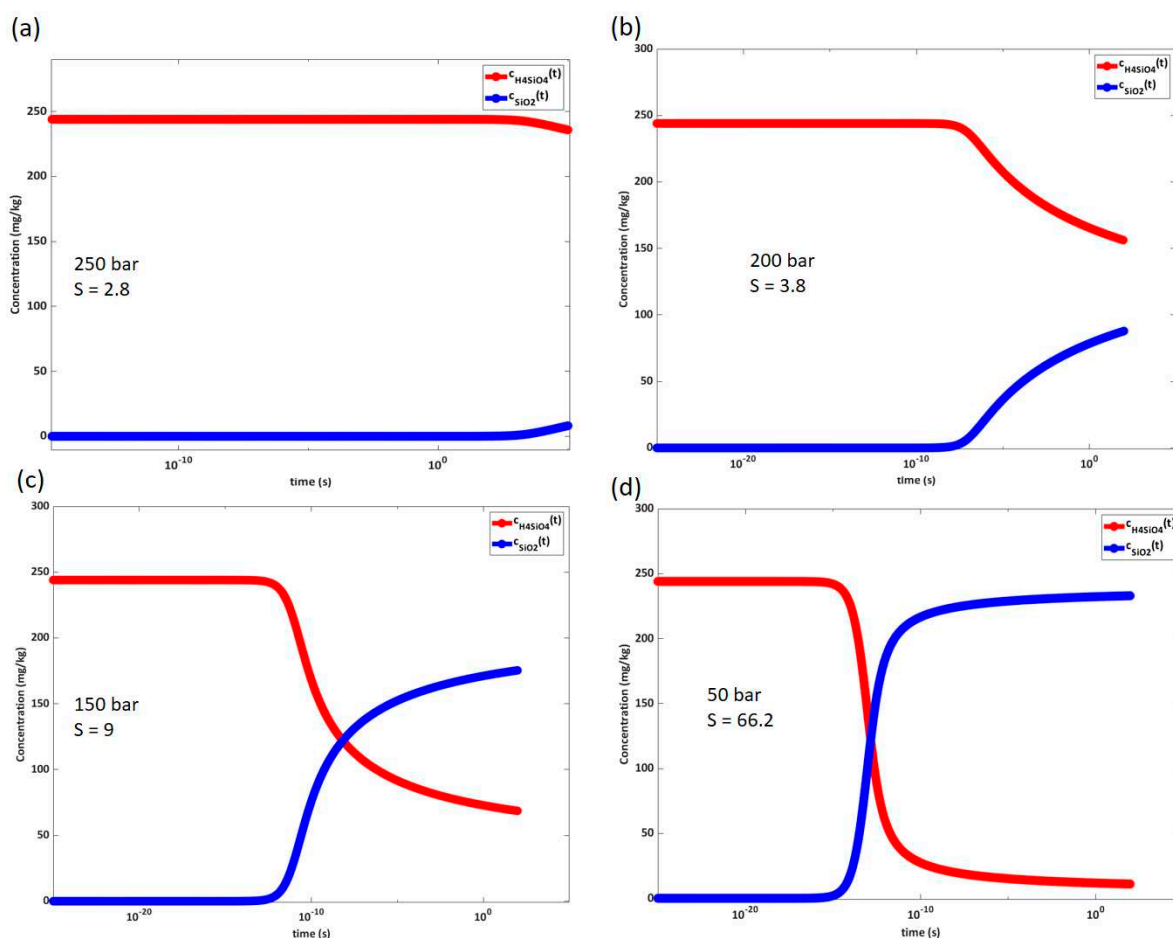 (a)
c_H4SiO4(t)
c_SiO2(t)
250
200
150
100
50
0
Concentration (mg/kg)
250 bar
S = 2.8
10^-10
10^0
time (s)
(b)
300
c_H4SiO4(t)
c_SiO2(t)
250
200
150
100
50
0
Concentration (mg/kg)
200 bar
S = 3.8
10^-20
10^-10
10^0
time (s)
(c)
300
c_H4SiO4(t)
c_SiO2(t)
250
200
150
100
50
0
Concentration (mg/kg)
150 bar
S = 9
10^-20
10^-10
10^0
time (s)
(d)
300
c_H4SiO4(t)
c_SiO2(t)
250
200
150
100
50
0
Concentration (mg/kg)
50 bar
S = 66.2
10^-20
10^-10
10^0
time (s)